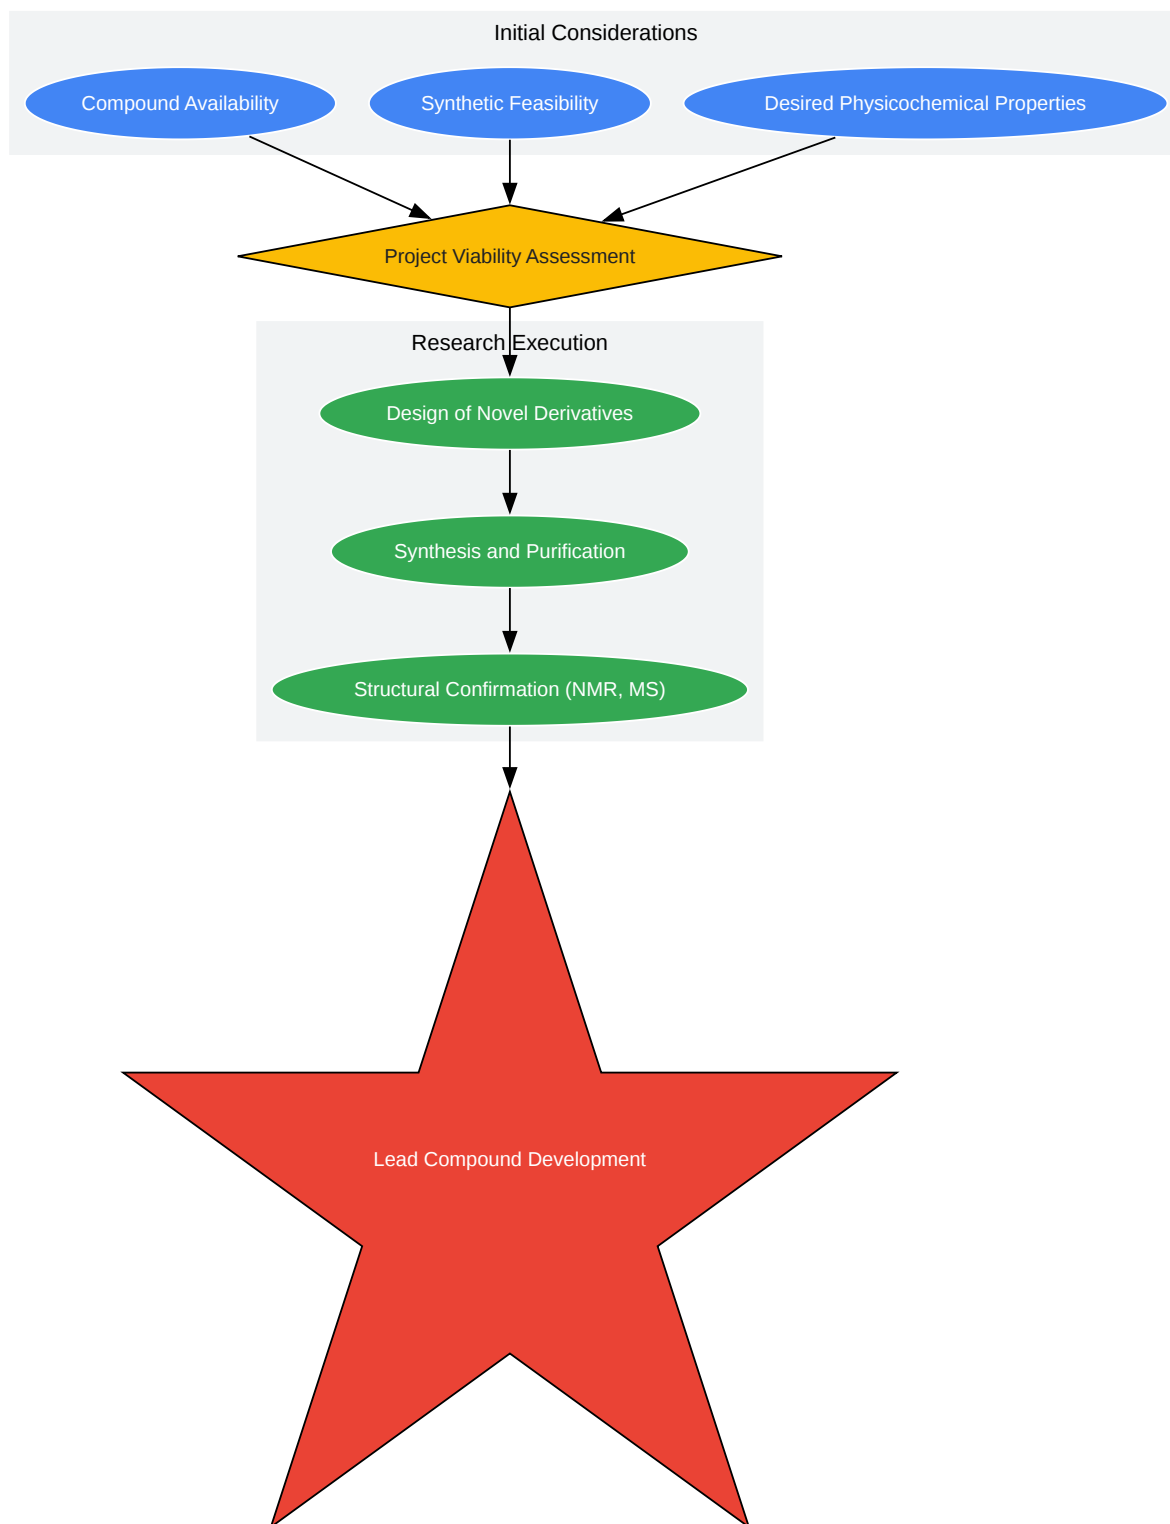 Initial Considerations
Compound Availability
Synthetic Feasibility
Desired Physicochemical Properties
Project Viability Assessment
Research Execution
Design of Novel Derivatives
Synthesis and Purification
Structural Confirmation (NMR, MS)
Lead Compound Development